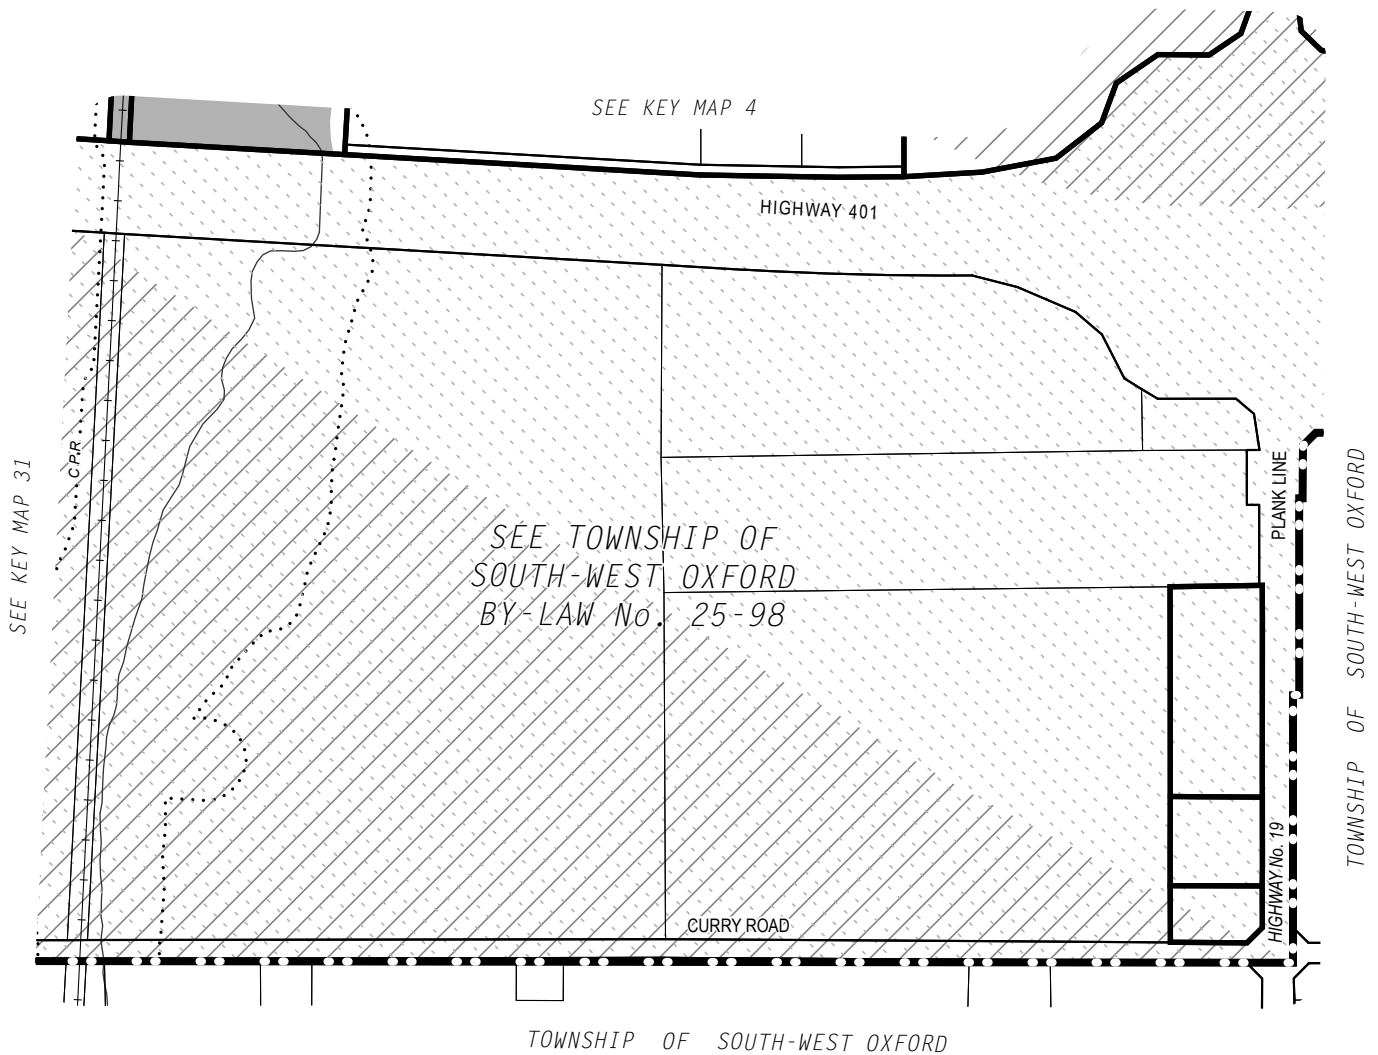 SEE KEY MAP 4
HIGHWAY 401
C.P.R
SEE KEY MAP 31
PLANK LINE
TOWNSHIP OF SOUTH-WEST OXFORD
SEE TOWNSHIP OF
SOUTH-WEST OXFORD
BY-LAW No. 25-98
HIGHWAY No. 19
CURRY ROAD
TOWNSHIP OF SOUTH-WEST OXFORD